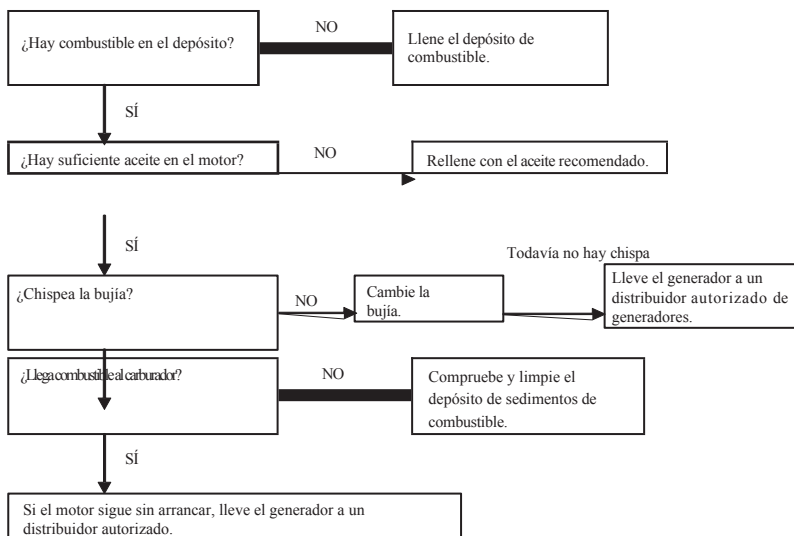 ¿Hay combustible en el depósito?
NO
Llene el depósito de
combustible.
SÍ
¿Hay suficiente aceite en el motor?
NO
Rellene con el aceite recomendado.
SÍ
Todavía no hay chispa
¿Chispea la bujía?
NO
Cambie la
bujía.
Lleve el generador a un
distribuidor autorizado de
generadores.
¿Llega combustible al carburador?
NO
Compruebe y limpie el
depósito de sedimentos de
combustible.
SÍ
Si el motor sigue sin arrancar, lleve el generador a un
distribuidor autorizado.